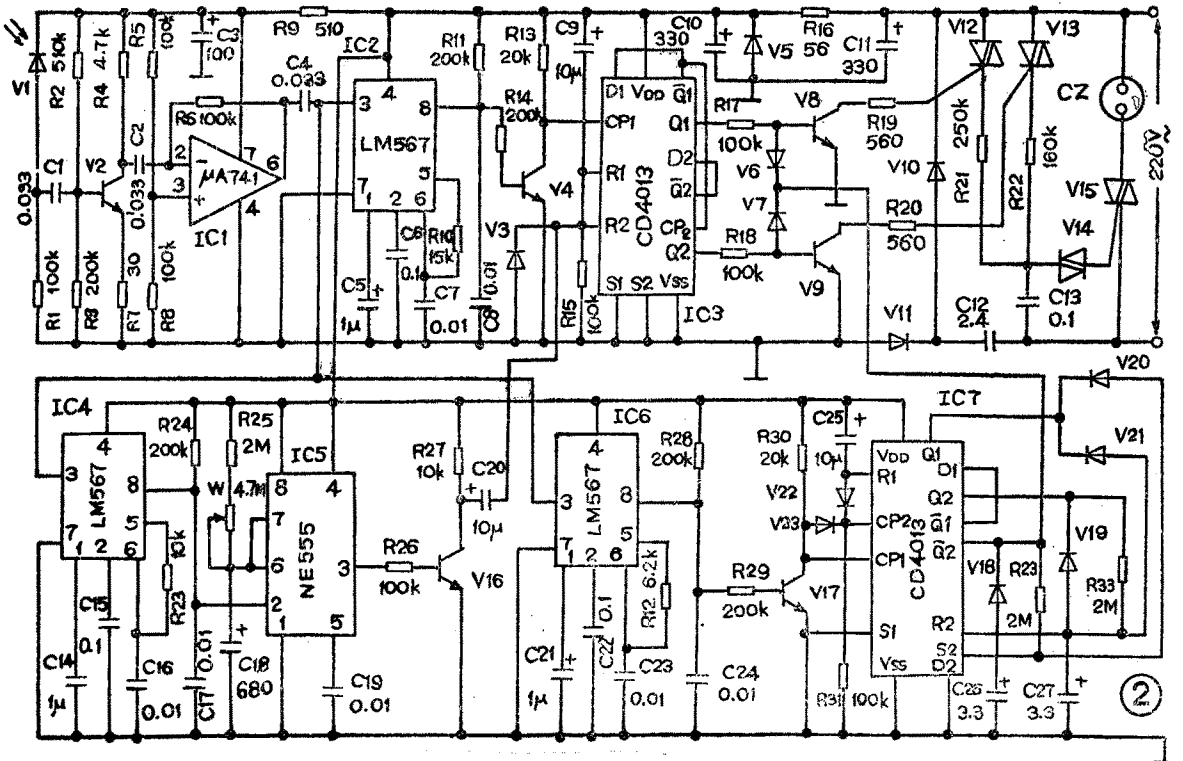 V1
R2 510k
R4 4.7k
R5 100k
C3
100
R9 510
IC2
R11
200k
R13
20k
C9
10μ
330
C10
V5
R16
56
C11
330
V12
V13
C4
0.033
R6 100k
C2
0.033
C1
0.033
V2
2
3
7
6
4
−
+
μA741
IC1
R1 100k
R3 200k
R7 30
R8 100k
3
4
8
LM567
5
7
1
2
6
R14
200k
V4
V3
R10
15k
C6
0.1
C5
1μ
C7
0.01
C8 0.01
R15 100k
D1
VDD
Q̅1
CP1
Q1
R1
D2
Q̅2
R2
CP2
Q2
S1
S2
VSS
CD4013
IC3
R17
100k
V6
V7
R18
100k
V8
V9
R19
560
R20
560
V10
V11
250k
R21
160k
R22
CZ
V15
V14
C12
2.4
C13
0.1
220V
~
IC4
4
3
8
LM567
5
7
1
2
6
R24
200k
R25
2M
W
4.7M
IC5
8
4
7
6
3
2
1
5
NE555
10k
R23
C14
1μ
C15
0.1
C16
0.01
C17 0.01
C18
680
C19
0.01
R26
100k
R27
10k
C20
10μ
V16
IC6
4
3
8
LM567
5
7
1
2
6
R28
200k
R12 6.2k
C21
1μ
C22 0.1
C23
0.01
C24
0.01
R29
200k
R30
20k
C25
10μ
V22
V23
V17
R31 100k
IC7
VDD
Q1
D1
R1
Q2
CP2
Q̅1
CP1
Q̅2
S1
R2
S2
VSS
D2
CD4013
V18
R23
2M
V19
R33
2M
V20
V21
C26
3.3
C27
3.3
2